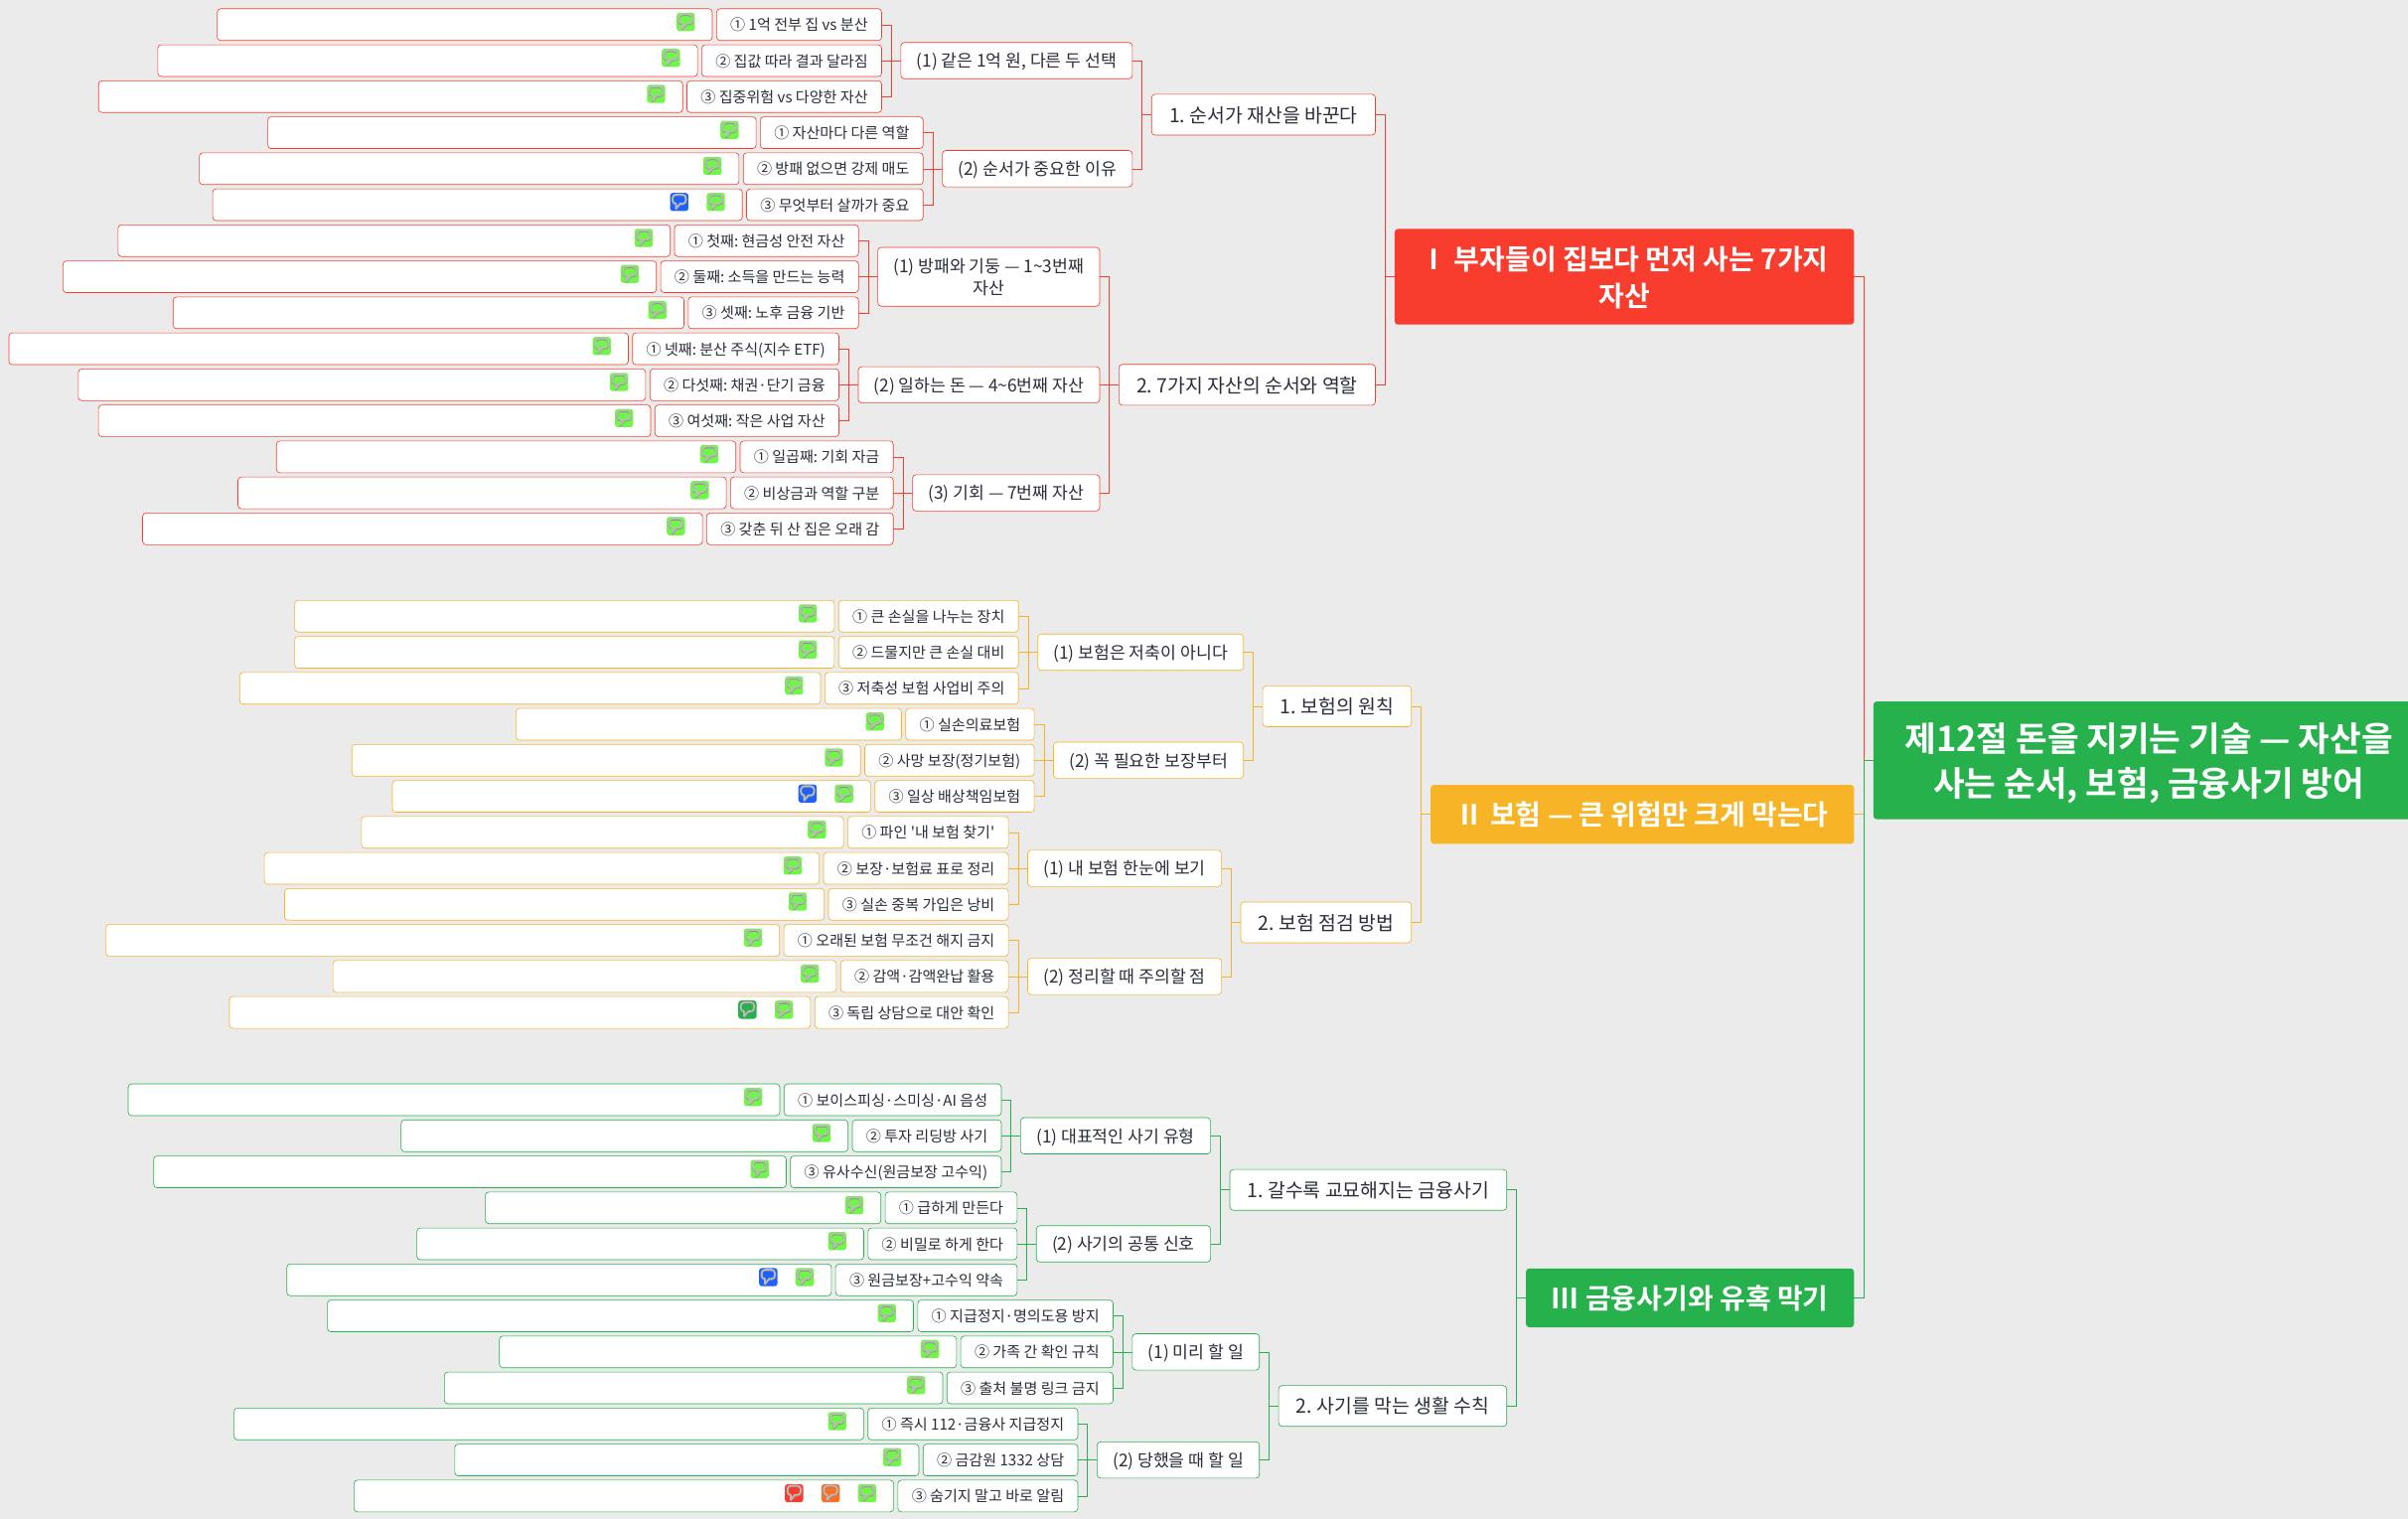 제12절 돈을 지키는 기술 — 자산을
사는 순서, 보험, 금융사기 방어
Ⅰ 부자들이 집보다 먼저 사는 7가지
자산
1. 순서가 재산을 바꾼다
(1) 같은 1억 원, 다른 두 선택
① 1억 전부 집 vs 분산
② 집값 따라 결과 달라짐
③ 집중위험 vs 다양한 자산
(2) 순서가 중요한 이유
① 자산마다 다른 역할
② 방패 없으면 강제 매도
③ 무엇부터 살까가 중요
2. 7가지 자산의 순서와 역할
(1) 방패와 기둥 — 1~3번째
자산
① 첫째: 현금성 안전 자산
② 둘째: 소득을 만드는 능력
③ 셋째: 노후 금융 기반
(2) 일하는 돈 — 4~6번째 자산
① 넷째: 분산 주식(지수 ETF)
② 다섯째: 채권·단기 금융
③ 여섯째: 작은 사업 자산
(3) 기회 — 7번째 자산
① 일곱째: 기회 자금
② 비상금과 역할 구분
③ 갖춘 뒤 산 집은 오래 감
Ⅱ 보험 — 큰 위험만 크게 막는다
1. 보험의 원칙
(1) 보험은 저축이 아니다
① 큰 손실을 나누는 장치
② 드물지만 큰 손실 대비
③ 저축성 보험 사업비 주의
(2) 꼭 필요한 보장부터
① 실손의료보험
② 사망 보장(정기보험)
③ 일상 배상책임보험
2. 보험 점검 방법
(1) 내 보험 한눈에 보기
① 파인 '내 보험 찾기'
② 보장·보험료 표로 정리
③ 실손 중복 가입은 낭비
(2) 정리할 때 주의할 점
① 오래된 보험 무조건 해지 금지
② 감액·감액완납 활용
③ 독립 상담으로 대안 확인
Ⅲ 금융사기와 유혹 막기
1. 갈수록 교묘해지는 금융사기
(1) 대표적인 사기 유형
① 보이스피싱·스미싱·AI 음성
② 투자 리딩방 사기
③ 유사수신(원금보장 고수익)
(2) 사기의 공통 신호
① 급하게 만든다
② 비밀로 하게 한다
③ 원금보장+고수익 약속
2. 사기를 막는 생활 수칙
(1) 미리 할 일
① 지급정지·명의도용 방지
② 가족 간 확인 규칙
③ 출처 불명 링크 금지
(2) 당했을 때 할 일
① 즉시 112·금융사 지급정지
② 금감원 1332 상담
③ 숨기지 말고 바로 알림